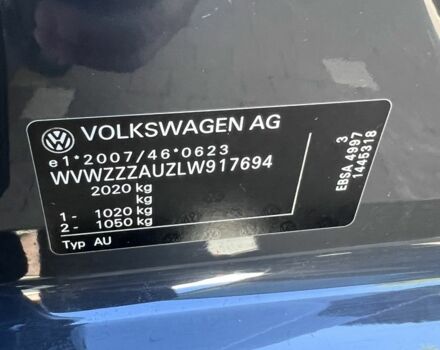 VOLKSWAGEN AG
e1*2007/46*0623
WVWZZZAUZLW917694
2020 kg
kg
1- 1020 kg
2- 1050 kg
Typ AU
3
EBSA 4997
1445318